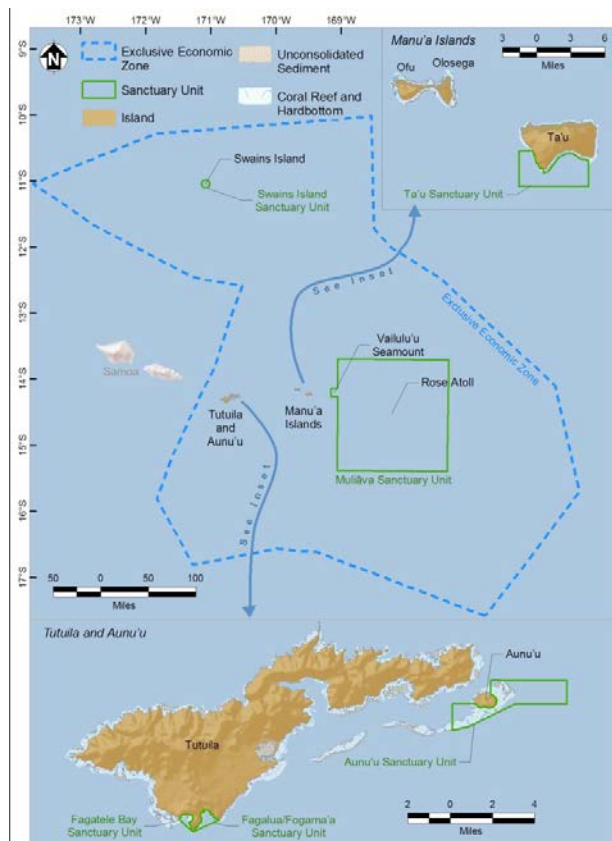 173°W
171°W
170°W
169°W
9°S
10°S
11°S
12°S
13°S
14°S
15°S
16°S
17°S
N
Exclusive Economic
Zone
Sanctuary Unit
Island
Unconsolidated
Sediment
Coral Reef and
Hardbottom
Manu'a Islands
3 0 3 6
Miles
Ofu
Olosega
Ta'u
Ta'u Sanctuary Unit
Swains Island
Swains Island
Sanctuary Unit
See Inset
Exclusive Economic Zone
Vailulu'u
Seamount
Rose Atoll
Samoa
Tutuila
and
Aunu'u
Manu'a
Islands
Muliāva Sanctuary Unit
See Inset
50 0 50 100
Miles
Tutuila and Aunu'u
Aunu'u
Tutuila
Aunu'u Sanctuary Unit
Fagatele Bay
Sanctuary Unit
Fagalua/Fogama'a
Sanctuary Unit
2 0 2 4
Miles